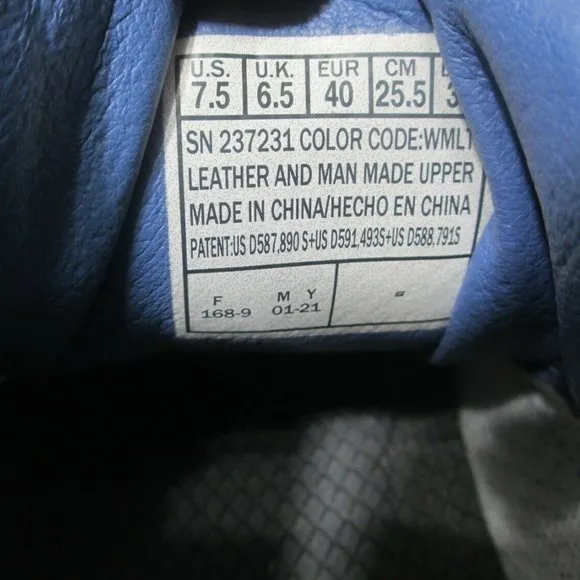 U.S. U.K. EUR CM
7.5 6.5 40 25.5
SN 237231 COLOR CODE:WMLT
LEATHER AND MAN MADE UPPER
MADE IN CHINA/HECHO EN CHINA
PATENT:US D587,890 S+US D591,493S+US D588,791S
F M Y
168-9 01-21